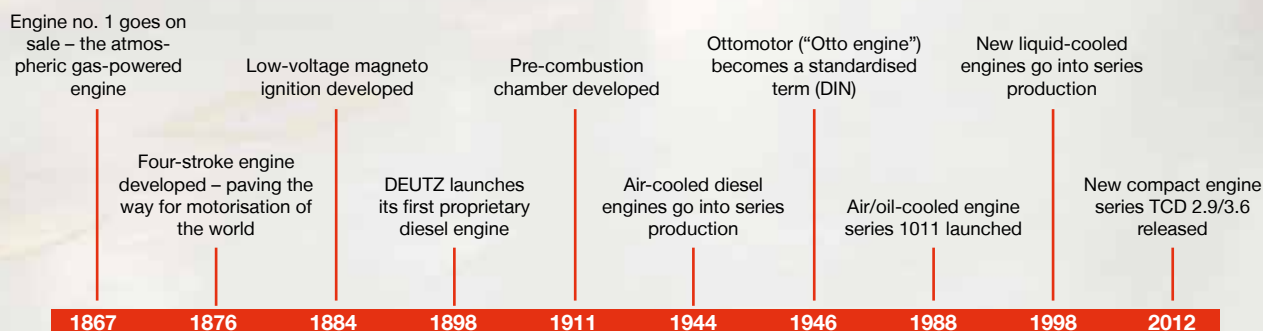 Engine no. 1 goes on
sale – the atmos-
pheric gas-powered
engine
Four-stroke engine
developed – paving the
way for motorisation of
the world
Low-voltage magneto
ignition developed
DEUTZ launches
its first proprietary
diesel engine
Pre-combustion
chamber developed
Air-cooled diesel
engines go into series
production
Ottomotor (“Otto engine”)
becomes a standardised
term (DIN)
Air/oil-cooled engine
series 1011 launched
New liquid-cooled
engines go into series
production
New compact engine
series TCD 2.9/3.6
released
1867 1876 1884 1898 1911 1944 1946 1988 1998 2012